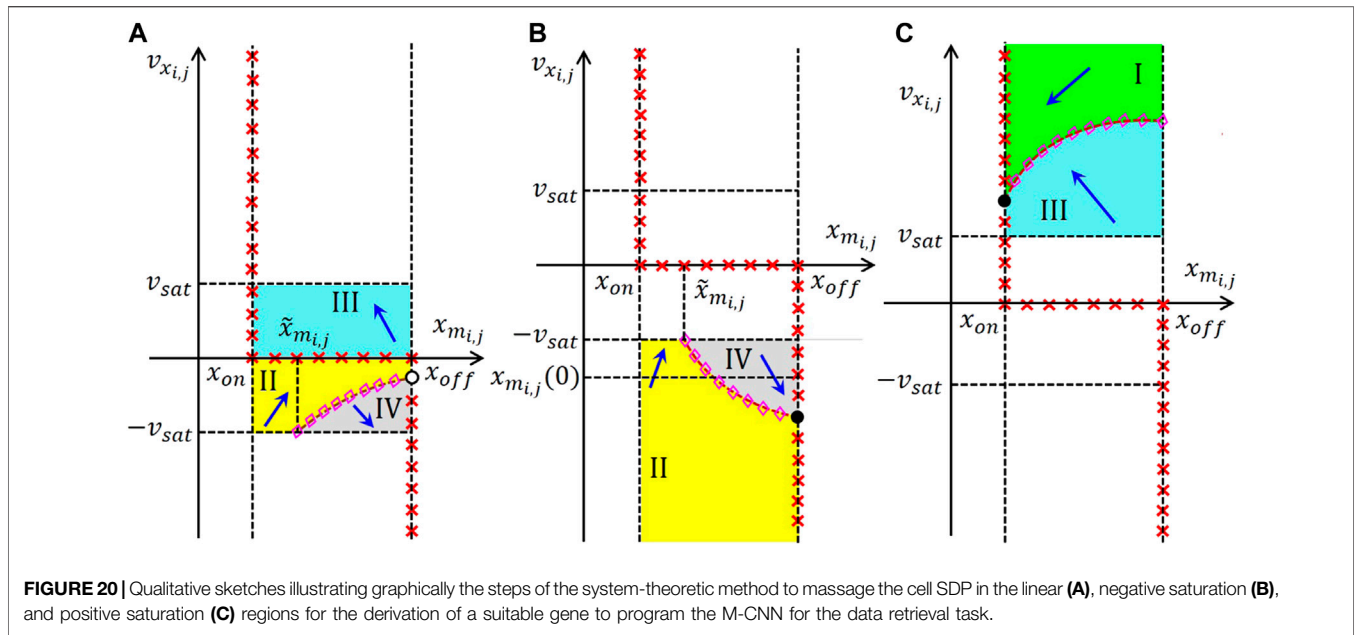 A
$v_{x_{i,j}}$
$v_{sat}$
III
$\tilde{x}_{m_{i,j}}$
$x_{m_{i,j}}$
$x_{on}$
II
$x_{off}$
IV
$-v_{sat}$
B
$v_{x_{i,j}}$
$v_{sat}$
$x_{m_{i,j}}$
$x_{on}$
$\tilde{x}_{m_{i,j}}$
$x_{off}$
$-v_{sat}$
IV
$x_{m_{i,j}}(0)$
II
C
$v_{x_{i,j}}$
I
III
$v_{sat}$
$x_{m_{i,j}}$
$x_{on}$
$x_{off}$
$-v_{sat}$
FIGURE 20 | Qualitative sketches illustrating graphically the steps of the system-theoretic method to massage the cell SDP in the linear (A), negative saturation (B),
and positive saturation (C) regions for the derivation of a suitable gene to program the M-CNN for the data retrieval task.